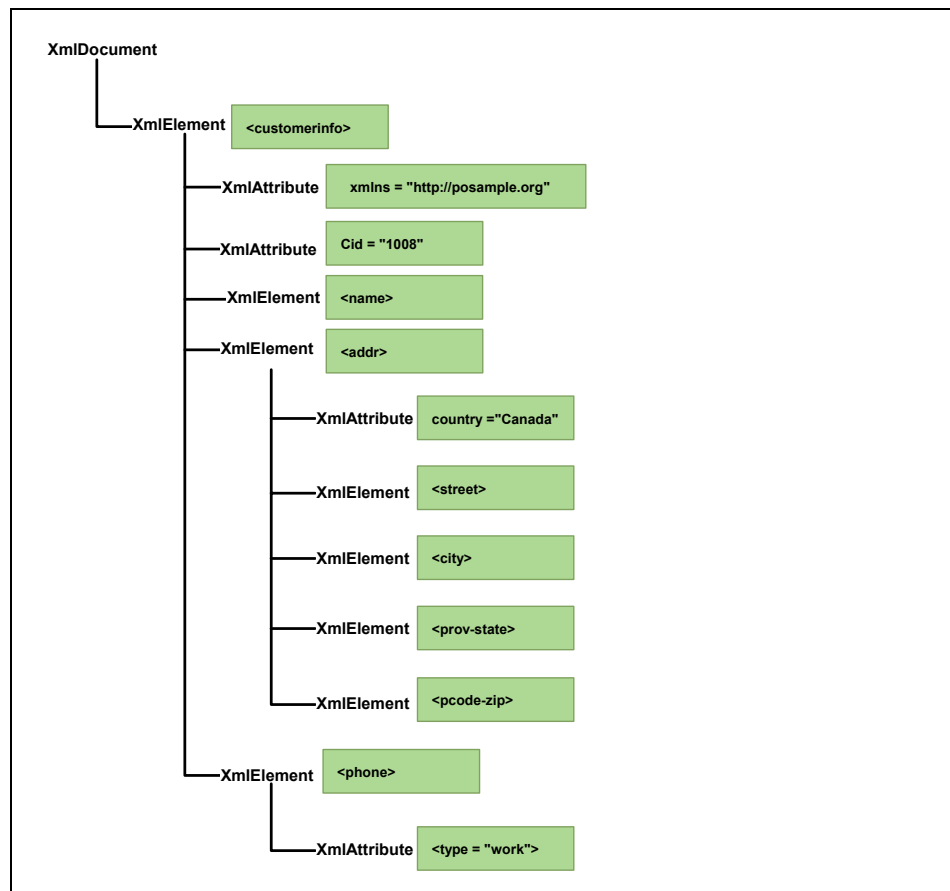 XmlDocument
XmlElement <customerinfo>
XmlAttribute xmlns = "http://posample.org"
XmlAttribute Cid = "1008"
XmlElement <name>
XmlElement <addr>
XmlAttribute country ="Canada"
XmlElement <street>
XmlElement <city>
XmlElement <prov-state>
XmlElement <pcode-zip>
XmlElement <phone>
XmlAttribute <type = "work">